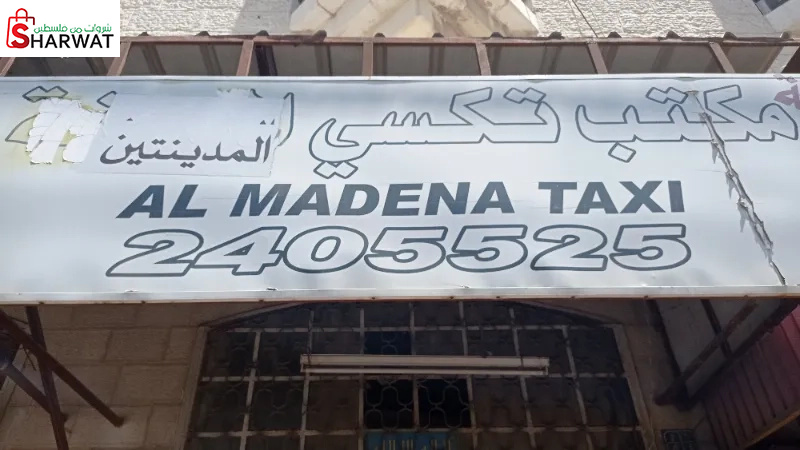 شروات من فلسطين
SHARWAT
مكتب تكسي
المدينتين
AL MADENA TAXI
2405525